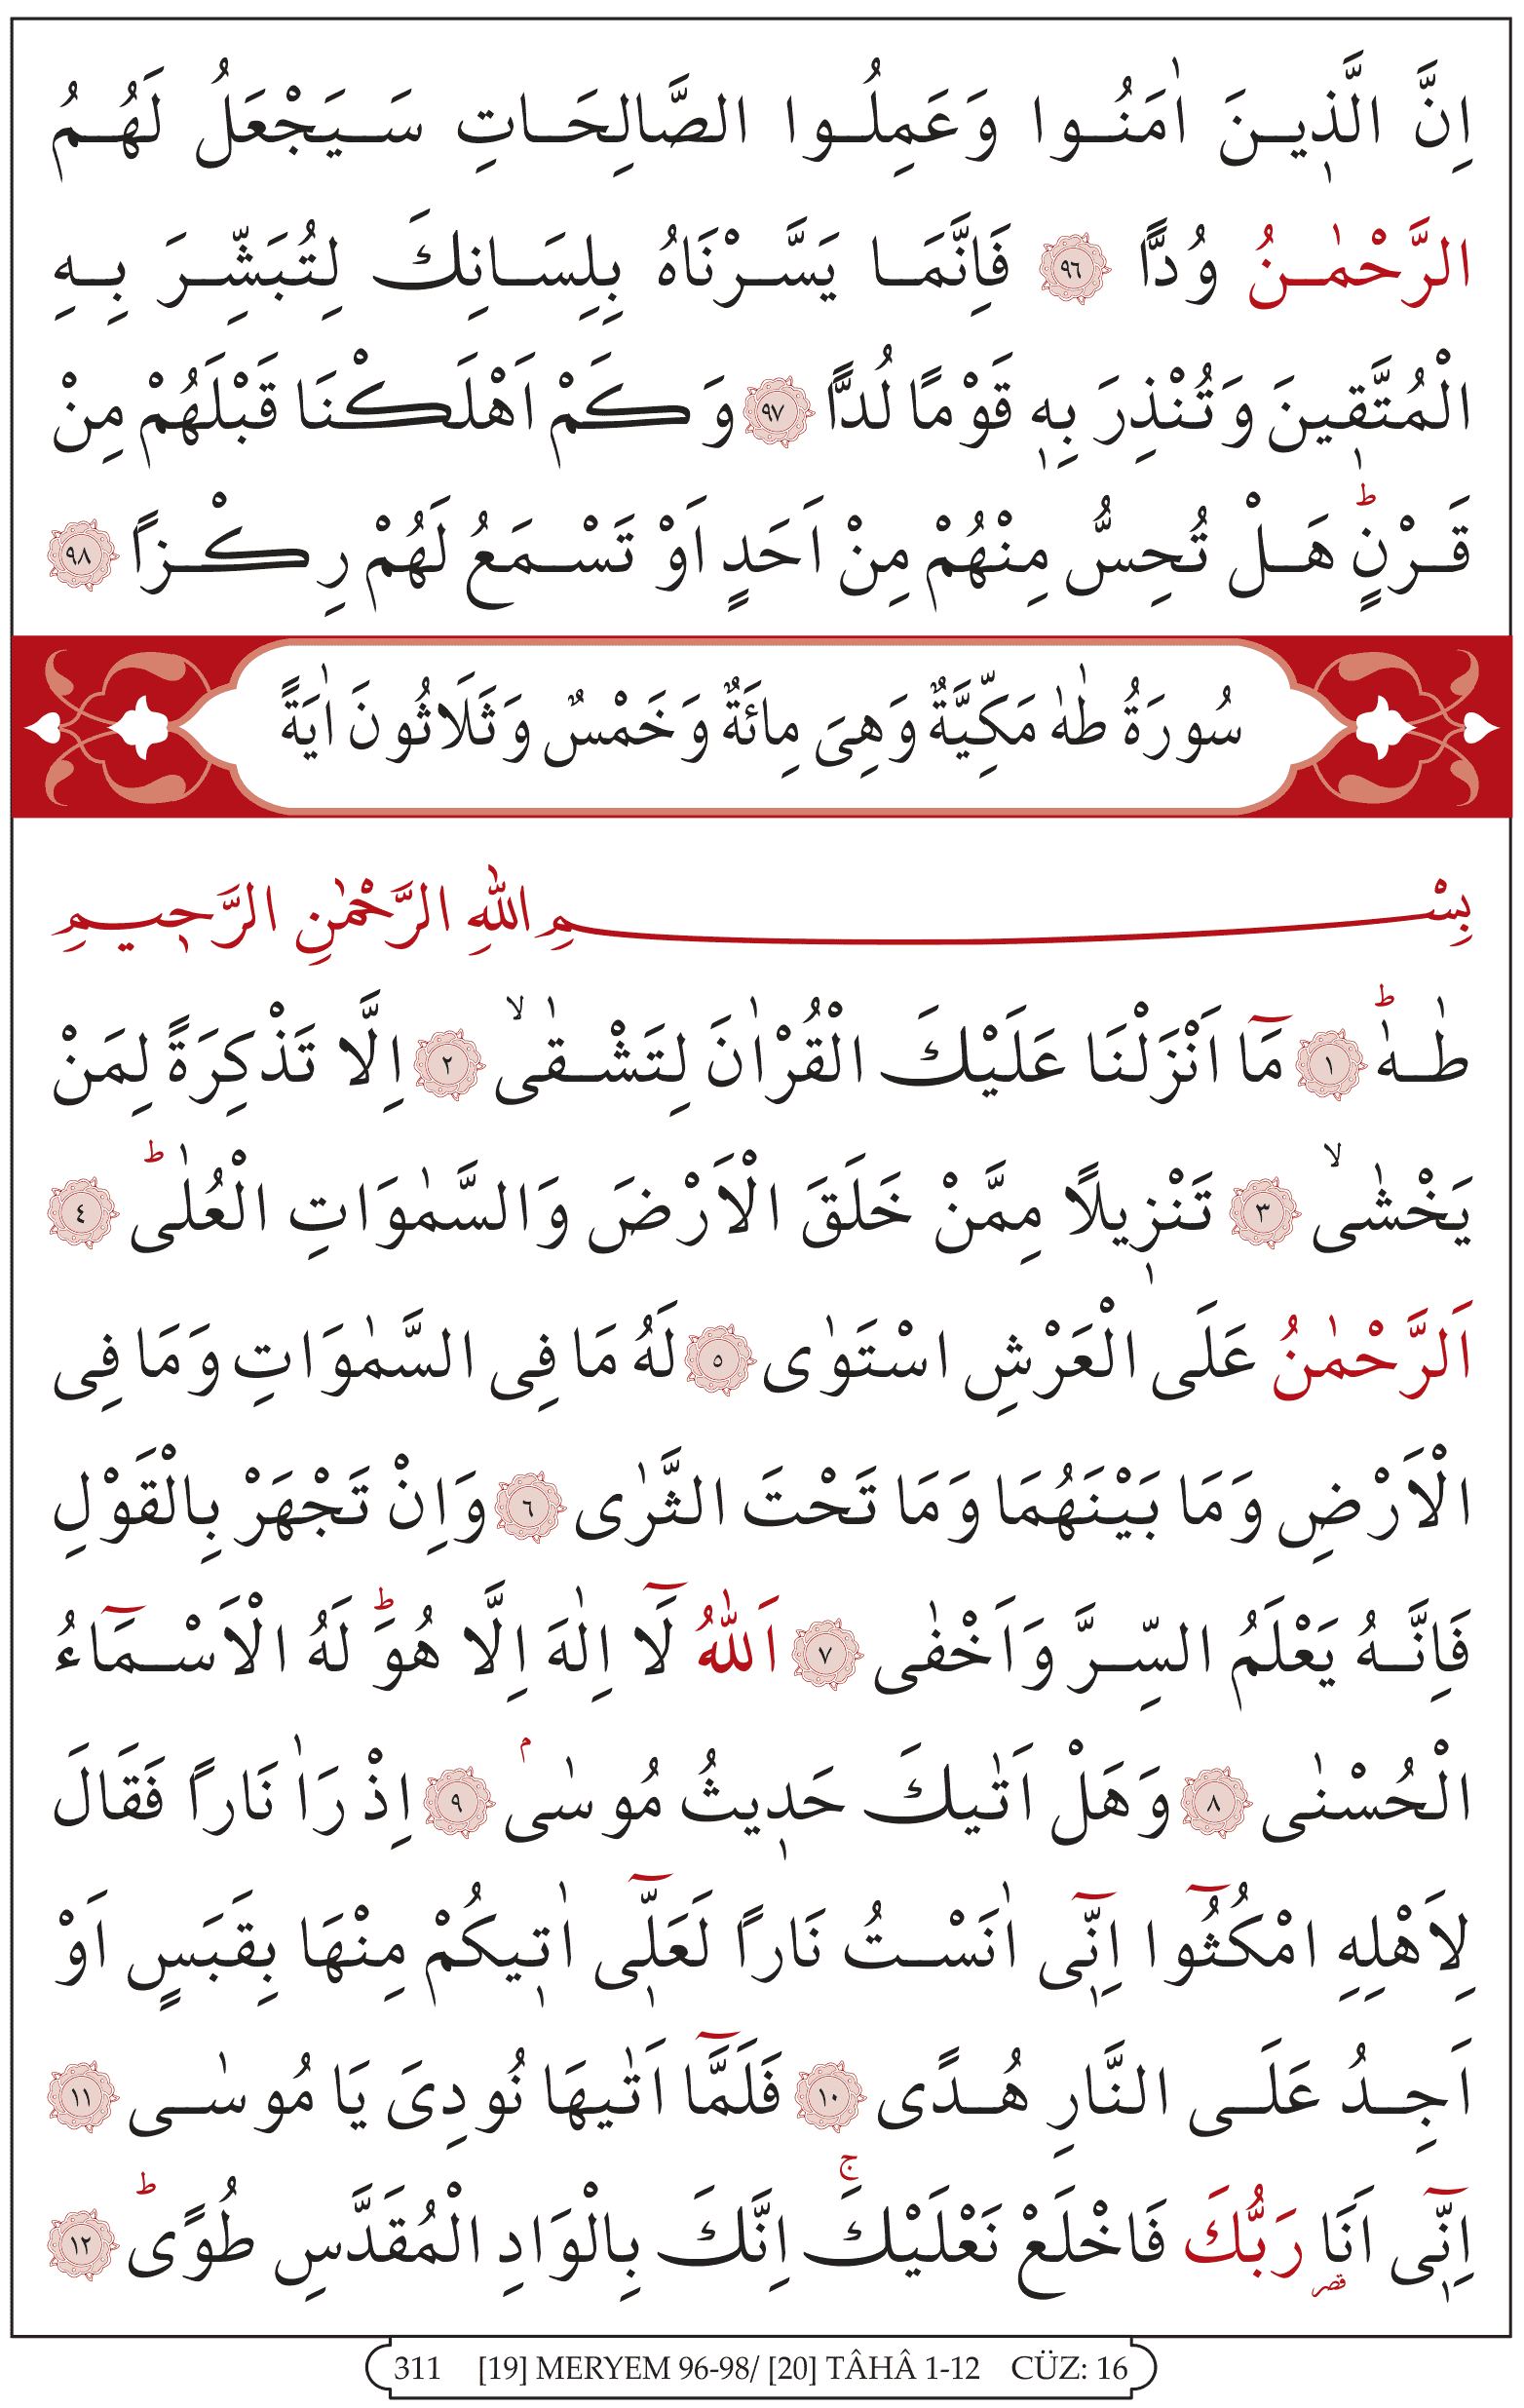 اِنَّ الَّذ۪ينَ اٰمَنُوا وَعَمِلُوا الصَّالِحَاتِ سَيَجْعَلُ لَهُمُ
الرَّحْمٰنُ وُدًّا ﴿٩٦﴾ فَاِنَّمَا يَسَّرْنَاهُ بِلِسَانِكَ لِتُبَشِّرَ بِهِ
الْمُتَّق۪ينَ وَتُنْذِرَ بِه۪ قَوْمًا لُدًّا ﴿٩٧﴾ وَكَمْ اَهْلَكْنَا قَبْلَهُمْ مِنْ
قَرْنٍۜ هَلْ تُحِسُّ مِنْهُمْ مِنْ اَحَدٍ اَوْ تَسْمَعُ لَهُمْ رِكْزًا ﴿٩٨﴾
سُورَةُ طٰهٰ مَكِّيَّةٌ وَهِىَ مِائَةٌ وَخَمْسٌ وَثَلَاثُونَ اٰيَةً
بِسْمِ اللّٰهِ الرَّحْمٰنِ الرَّح۪يمِ
طٰهٰۜ ﴿١﴾ مَٓا اَنْزَلْنَا عَلَيْكَ الْقُرْاٰنَ لِتَشْقٰىۙ ﴿٢﴾ اِلَّا تَذْكِرَةً لِمَنْ
يَخْشٰىۙ ﴿٣﴾ تَنْز۪يلًا مِمَّنْ خَلَقَ الْاَرْضَ وَالسَّمٰوَاتِ الْعُلٰىۜ ﴿٤﴾
اَلرَّحْمٰنُ عَلَى الْعَرْشِ اسْتَوٰى ﴿٥﴾ لَهُ مَا فِى السَّمٰوَاتِ وَمَا فِى
الْاَرْضِ وَمَا بَيْنَهُمَا وَمَا تَحْتَ الثَّرٰى ﴿٦﴾ وَاِنْ تَجْهَرْ بِالْقَوْلِ
فَاِنَّهُ يَعْلَمُ السِّرَّ وَاَخْفٰى ﴿٧﴾ اَللّٰهُ لَٓا اِلٰهَ اِلَّا هُوَۜ لَهُ الْاَسْمَٓاءُ
الْحُسْنٰى ﴿٨﴾ وَهَلْ اَتٰيكَ حَد۪يثُ مُوسٰىۢ ﴿٩﴾ اِذْ رَاٰ نَارًا فَقَالَ
لِاَهْلِهِ امْكُثُٓوا اِنّ۪ٓى اٰنَسْتُ نَارًا لَعَلّ۪ٓى اٰت۪يكُمْ مِنْهَا بِقَبَسٍ اَوْ
اَجِدُ عَلَى النَّارِ هُدًى ﴿١٠﴾ فَلَمَّٓا اَتٰيهَا نُودِىَ يَا مُوسٰى ﴿١١﴾
اِنّ۪ٓى اَنَا۬ رَبُّكَ فَاخْلَعْ نَعْلَيْكَۚ اِنَّكَ بِالْوَادِ الْمُقَدَّسِ طُوًىۜ ﴿١٢﴾
قصر
311 [19] MERYEM 96-98/ [20] TÂHÂ 1-12 CÜZ: 16